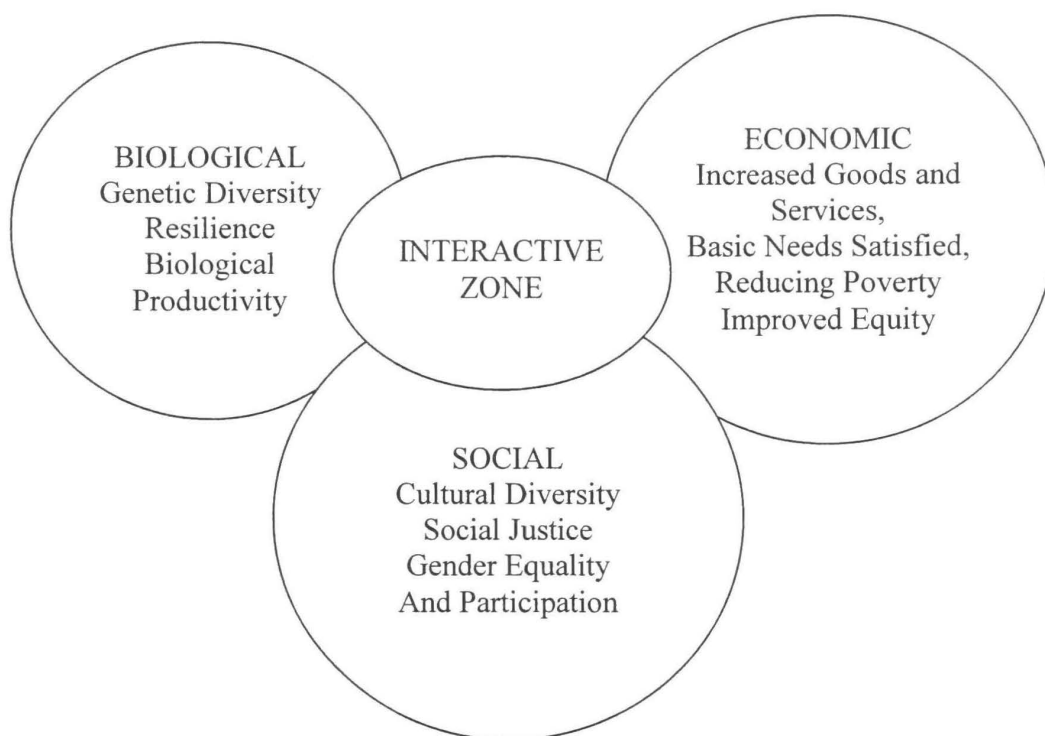 BIOLOGICAL
Genetic Diversity
Resilience
Biological
Productivity
INTERACTIVE
ZONE
ECONOMIC
Increased Goods and
Services,
Basic Needs Satisfied,
Reducing Poverty
Improved Equity
SOCIAL
Cultural Diversity
Social Justice
Gender Equality
And Participation